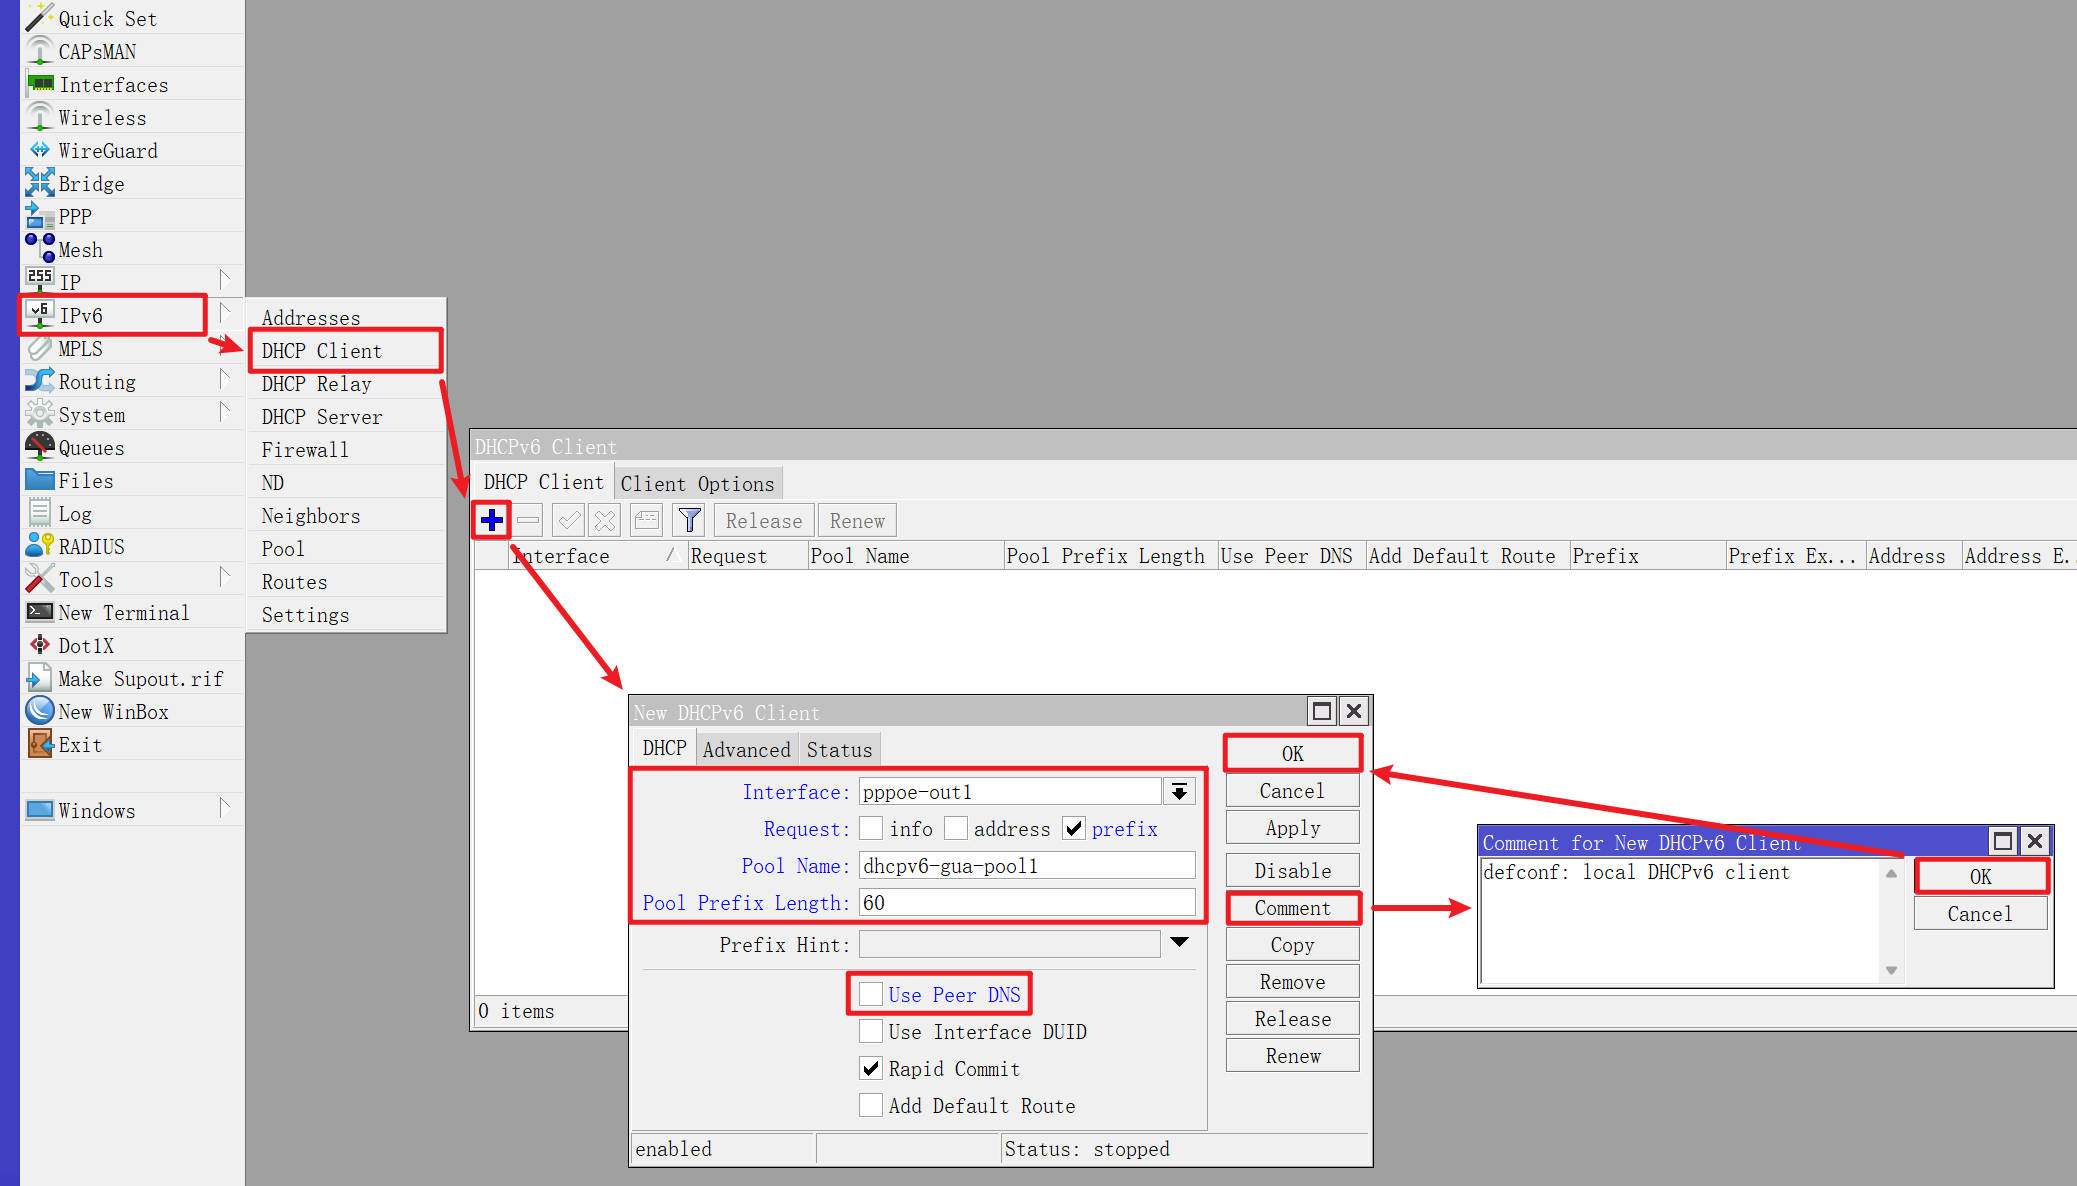 Quick Set
CAPsMAN
Interfaces
Wireless
WireGuard
Bridge
PPP
Mesh
255 IP
v6 IPv6
MPLS
Routing
System
Queues
Files
Log
RADIUS
Tools
New Terminal
Dot1X
Make Supout.rif
New WinBox
Exit
Windows
Addresses
DHCP Client
DHCP Relay
DHCP Server
Firewall
ND
Neighbors
Pool
Routes
Settings
DHCPv6 Client
DHCP Client Client Options
Release Renew
Interface Request Pool Name Pool Prefix Length Use Peer DNS Add Default Route Prefix Prefix Ex... Address Address E..
0 items
New DHCPv6 Client
DHCP Advanced Status
Interface: pppoe-out1
Request: info address prefix
Pool Name: dhcpv6-gua-pool1
Pool Prefix Length: 60
Prefix Hint:
Use Peer DNS
Use Interface DUID
Rapid Commit
Add Default Route
enabled
Status: stopped
OK
Cancel
Apply
Disable
Comment
Copy
Remove
Release
Renew
Comment for New DHCPv6 Client
defconf: local DHCPv6 client
OK
Cancel